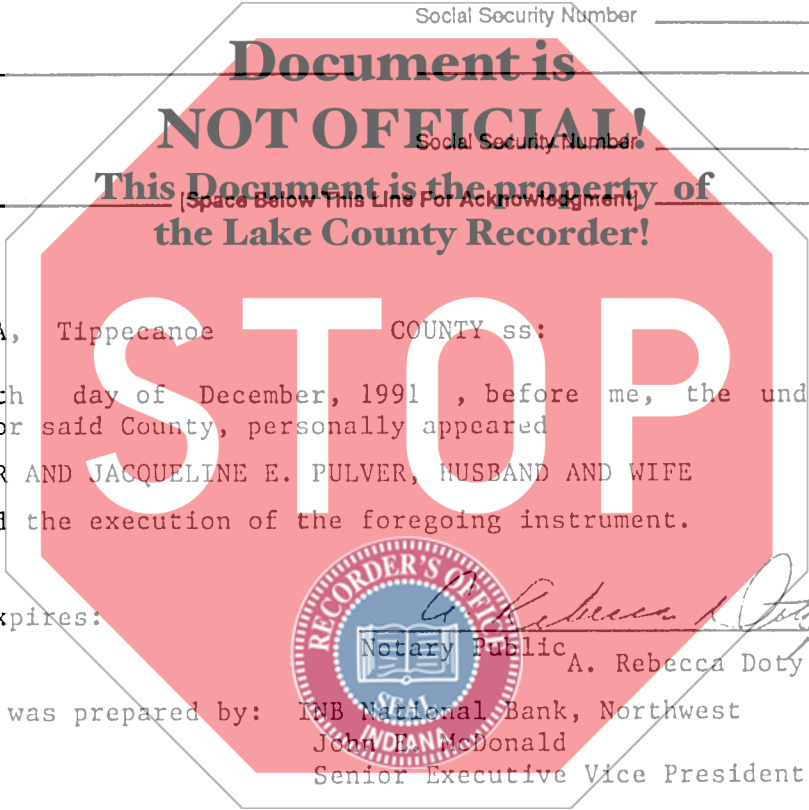 Social Security Number
Document is
NOT OFFICIAL!
Social Security Number
This Document is the property of
[Space Below This Line For Acknowledgment]
the Lake County Recorder!
STOP
A, Tippecanoe COUNTY ss:
th day of December, 1991 , before me, the und
or said County, personally appeared
R AND JACQUELINE E. PULVER, HUSBAND AND WIFE
d the execution of the foregoing instrument.
RECORDER'S OFFICE
SEAL
INDIANA
A. Rebecca Doty
xpires:
Notary Public
A. Rebecca Doty
was prepared by: INB National Bank, Northwest
John E. McDonald
Senior Executive Vice President